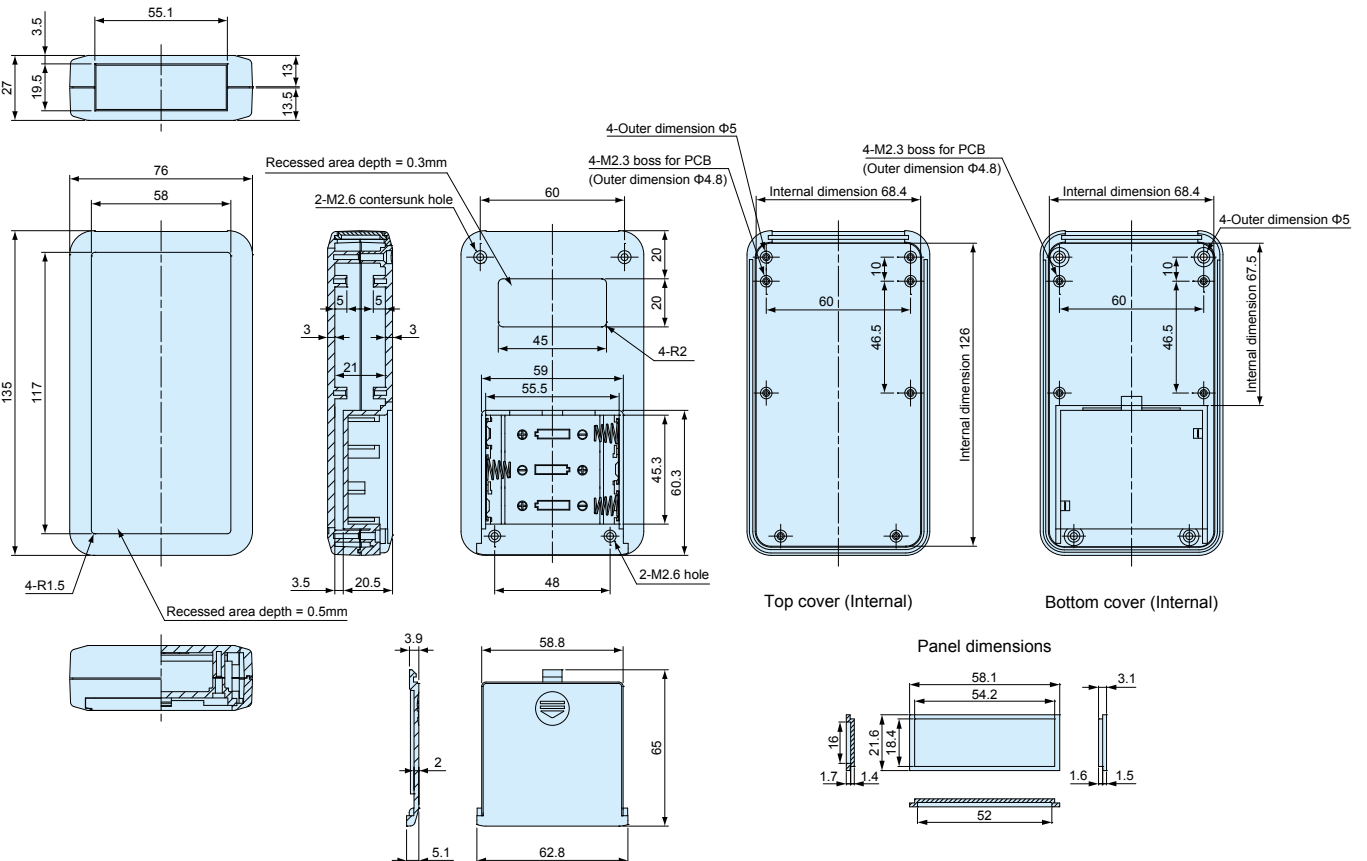 55.1
3.5
27
19.5
13
13.5
76
58
135
117
4-R1.5
Recessed area depth = 0.5mm
5
5
3
3
21
3.5
20.5
Recessed area depth = 0.3mm
2-M2.6 contersunk hole
60
20
20
45
4-R2
59
55.5
45.3
60.3
48
2-M2.6 hole
4-Outer dimension Φ5
4-M2.3 boss for PCB
(Outer dimension Φ4.8)
Internal dimension 68.4
10
60
46.5
Internal dimension 126
Top cover (Internal)
4-M2.3 boss for PCB
(Outer dimension Φ4.8)
Internal dimension 68.4
4-Outer dimension Φ5
10
60
46.5
Internal dimension 67.5
Bottom cover (Internal)
3.9
2
5.1
58.8
65
62.8
Panel dimensions
58.1
54.2
3.1
16
21.6
18.4
1.7
1.4
1.6
1.5
52